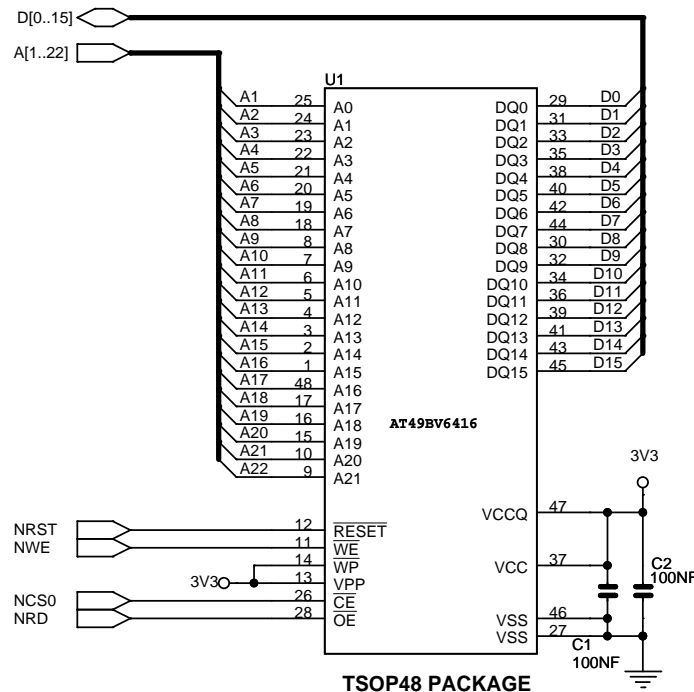 D[0..15]
A[1..22]
U1
A1 25 A0 DQ0 29 D0
A2 24 A1 DQ1 31 D1
A3 23 A2 DQ2 33 D2
A4 22 A3 DQ3 35 D3
A5 21 A4 DQ4 38 D4
A6 20 A5 DQ5 40 D5
A7 19 A6 DQ6 42 D6
A8 18 A7 DQ7 44 D7
A9 8 A8 DQ8 30 D8
A10 7 A9 DQ9 32 D9
A11 6 A10 DQ10 34 D10
A12 5 A11 DQ11 36 D11
A13 4 A12 DQ12 39 D12
A14 3 A13 DQ13 41 D13
A15 2 A14 DQ14 43 D14
A16 1 A15 DQ15 45 D15
A17 48 A16
A18 17 A17
A19 16 A18
A20 15 A19
A21 10 A20
A22 9 A21
AT49BV6416
3V3
VCCQ 47
NRST 12 RESET
NWE 11 WE
14 WP
VCC 37
C2
100NF
3V3 13 VPP
NCS0 26 CE
NRD 28 OE
VSS 46
VSS 27
C1
100NF
TSOP48 PACKAGE